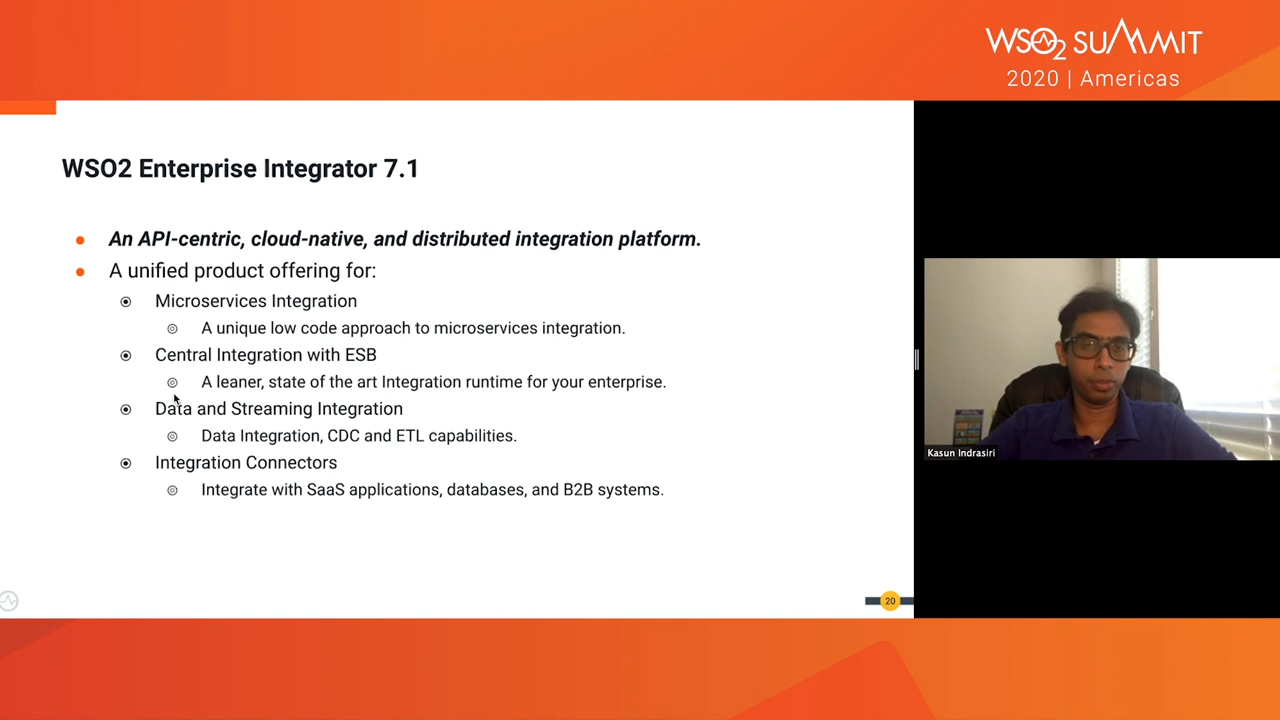 WSO2 SUMMIT
2020 | Americas
WSO2 Enterprise Integrator 7.1
An API-centric, cloud-native, and distributed integration platform.
A unified product offering for:
Microservices Integration
A unique low code approach to microservices integration.
Central Integration with ESB
A leaner, state of the art Integration runtime for your enterprise.
Data and Streaming Integration
Data Integration, CDC and ETL capabilities.
Integration Connectors
Integrate with SaaS applications, databases, and B2B systems.
Kasun Indrasiri
20